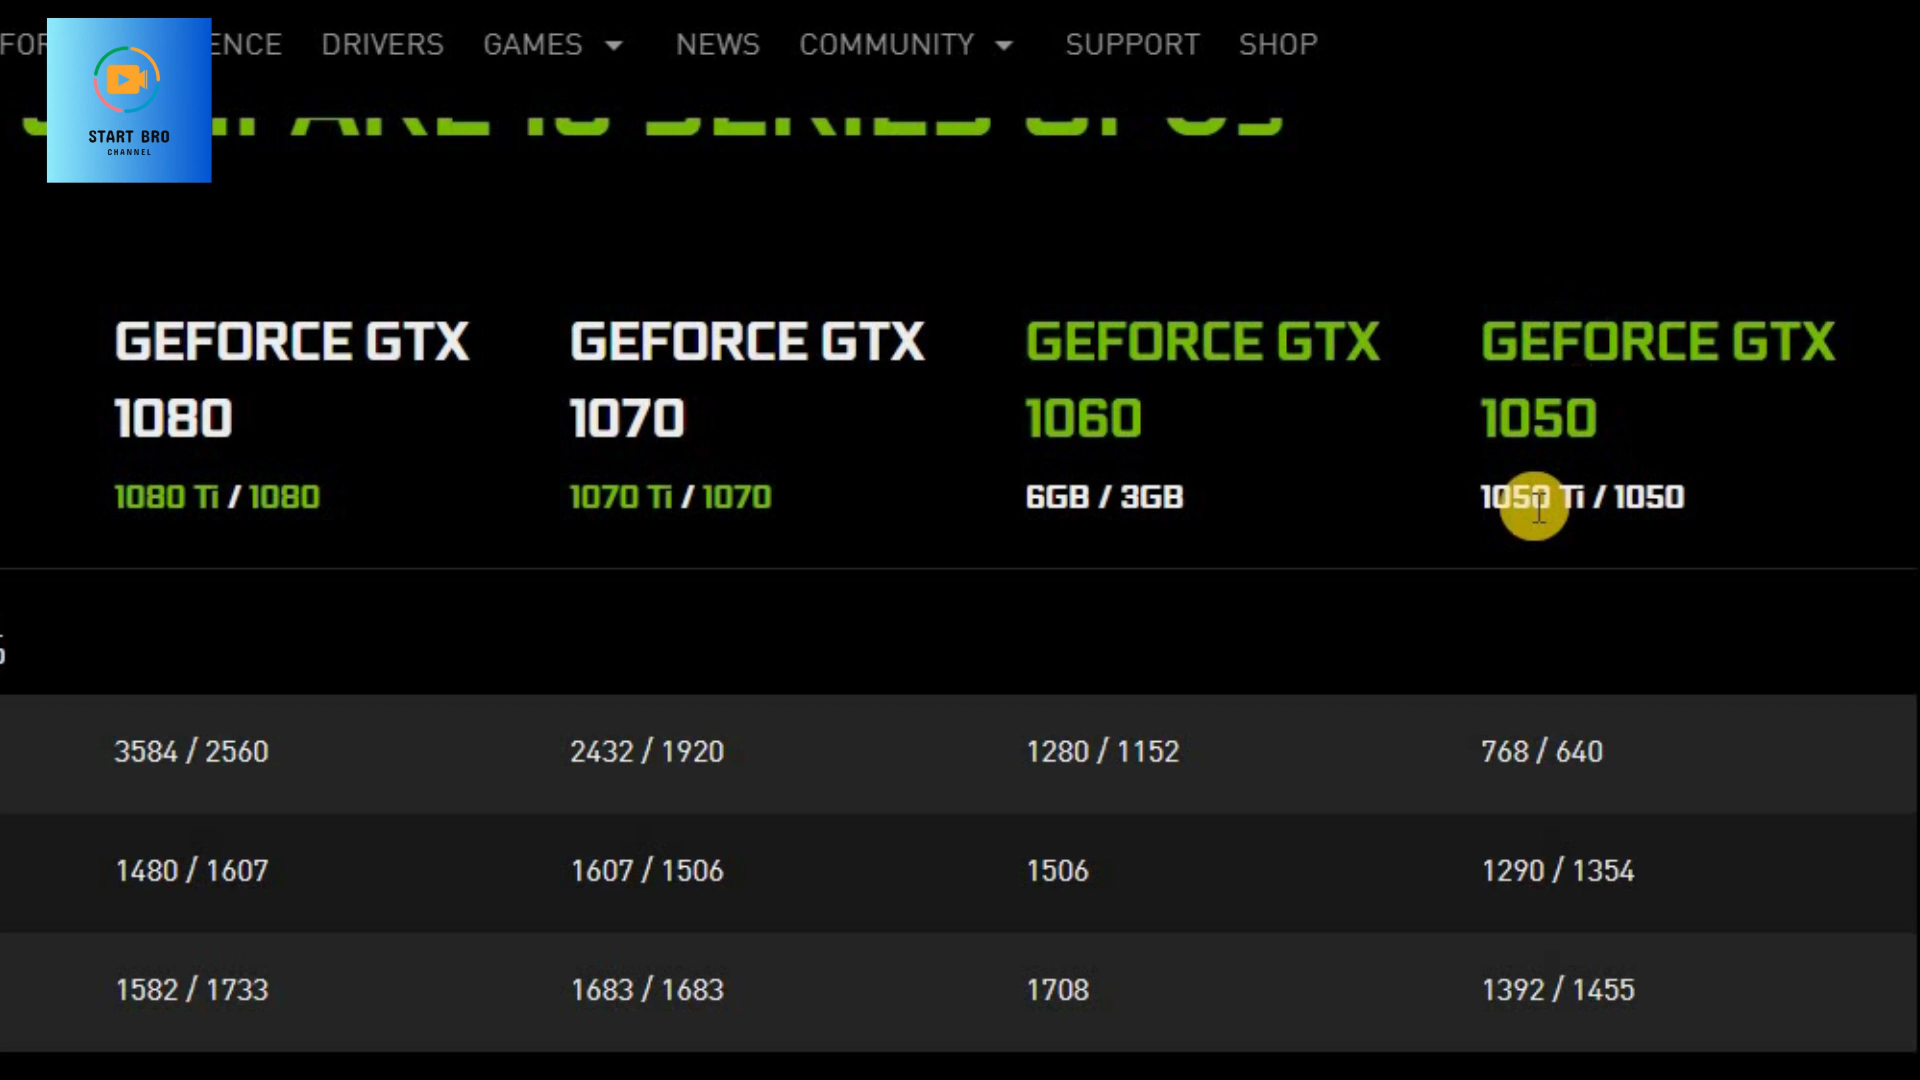 ENCE DRIVERS GAMES NEWS COMMUNITY SUPPORT SHOP
START BRO
CHANNEL
SERIES
GEFORCE GTX 1080
1080 Ti / 1080
GEFORCE GTX 1070
1070 Ti / 1070
GEFORCE GTX 1060
6GB / 3GB
GEFORCE GTX 1050
1050 Ti / 1050
3584 / 2560 2432 / 1920 1280 / 1152 768 / 640
1480 / 1607 1607 / 1506 1506 1290 / 1354
1582 / 1733 1683 / 1683 1708 1392 / 1455